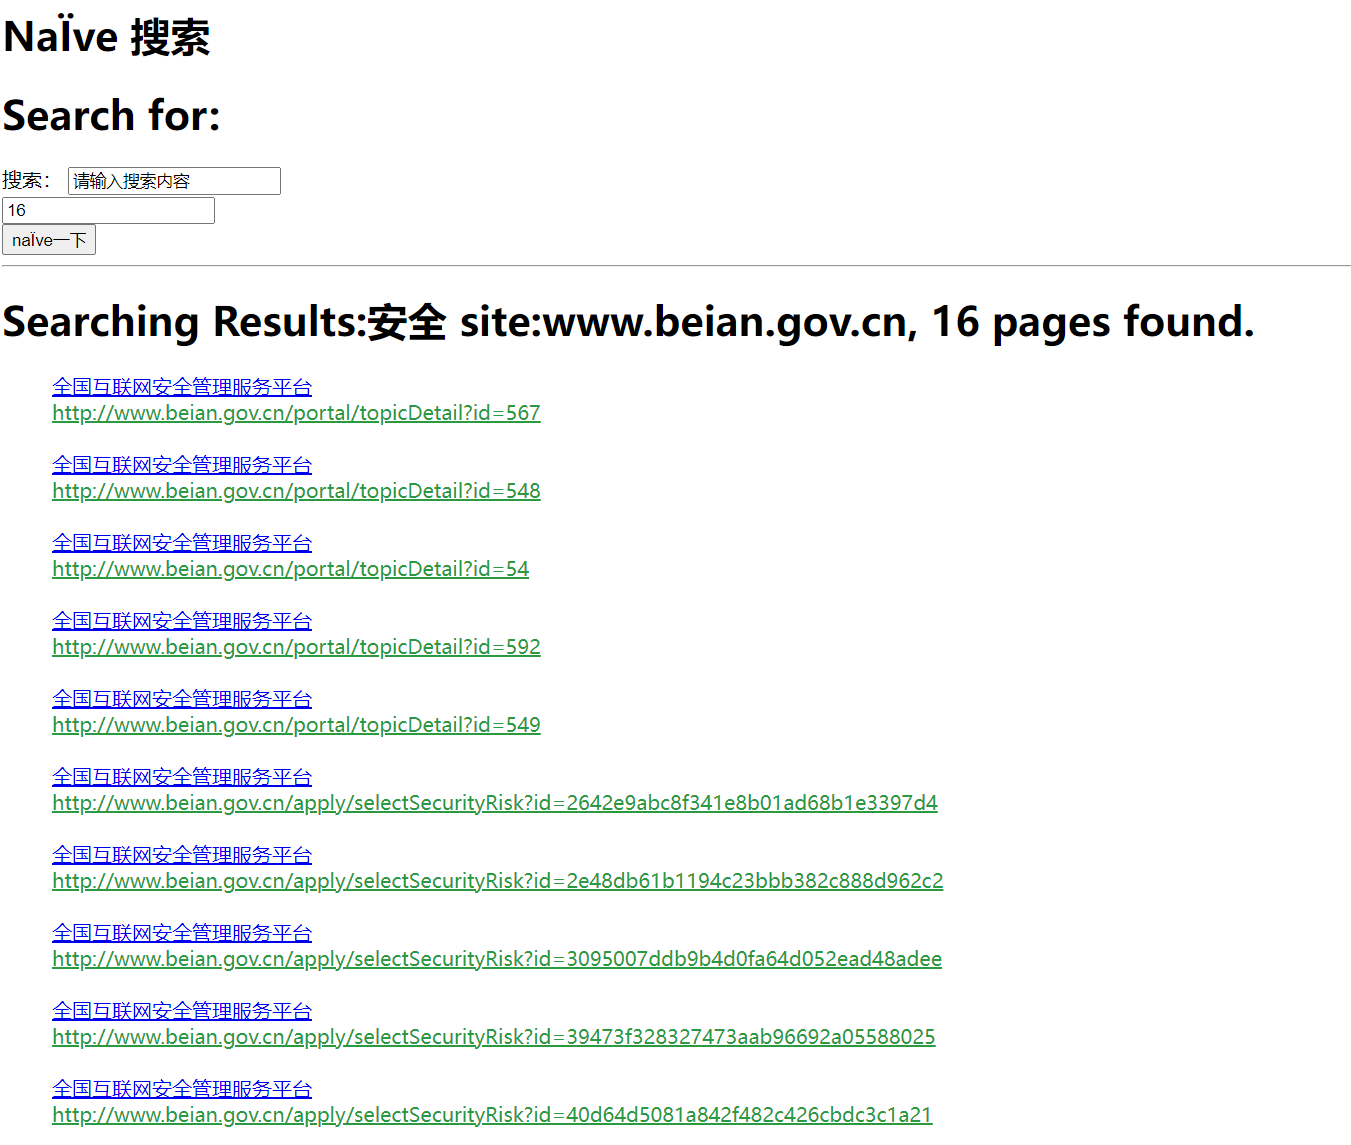 NaÏve 搜索
Search for:
搜索： 请输入搜索内容
16
naÏve一下
Searching Results:安全 site:www.beian.gov.cn, 16 pages found.
全国互联网安全管理服务平台
http://www.beian.gov.cn/portal/topicDetail?id=567
全国互联网安全管理服务平台
http://www.beian.gov.cn/portal/topicDetail?id=548
全国互联网安全管理服务平台
http://www.beian.gov.cn/portal/topicDetail?id=54
全国互联网安全管理服务平台
http://www.beian.gov.cn/portal/topicDetail?id=592
全国互联网安全管理服务平台
http://www.beian.gov.cn/portal/topicDetail?id=549
全国互联网安全管理服务平台
http://www.beian.gov.cn/apply/selectSecurityRisk?id=2642e9abc8f341e8b01ad68b1e3397d4
全国互联网安全管理服务平台
http://www.beian.gov.cn/apply/selectSecurityRisk?id=2e48db61b1194c23bbb382c888d962c2
全国互联网安全管理服务平台
http://www.beian.gov.cn/apply/selectSecurityRisk?id=3095007ddb9b4d0fa64d052ead48adee
全国互联网安全管理服务平台
http://www.beian.gov.cn/apply/selectSecurityRisk?id=39473f328327473aab96692a05588025
全国互联网安全管理服务平台
http://www.beian.gov.cn/apply/selectSecurityRisk?id=40d64d5081a842f482c426cbdc3c1a21